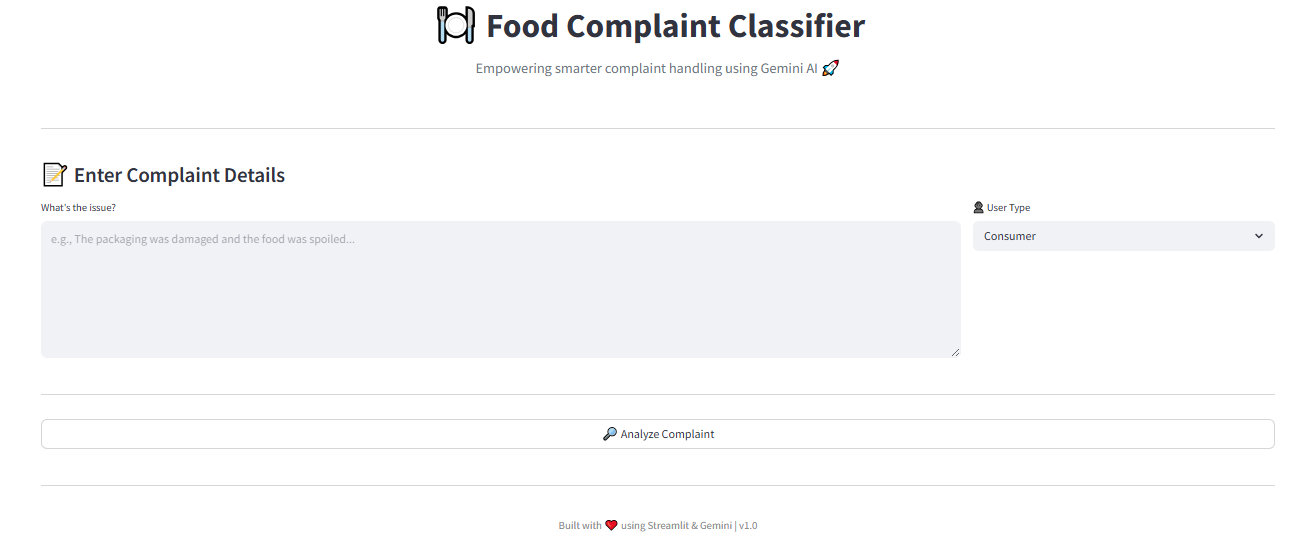 🍽️ Food Complaint Classifier
Empowering smarter complaint handling using Gemini AI 🚀
📝 Enter Complaint Details
What's the issue?
👤 User Type
e.g., The packaging was damaged and the food was spoiled...
Consumer
🔎 Analyze Complaint
Built with ❤️ using Streamlit & Gemini | v1.0